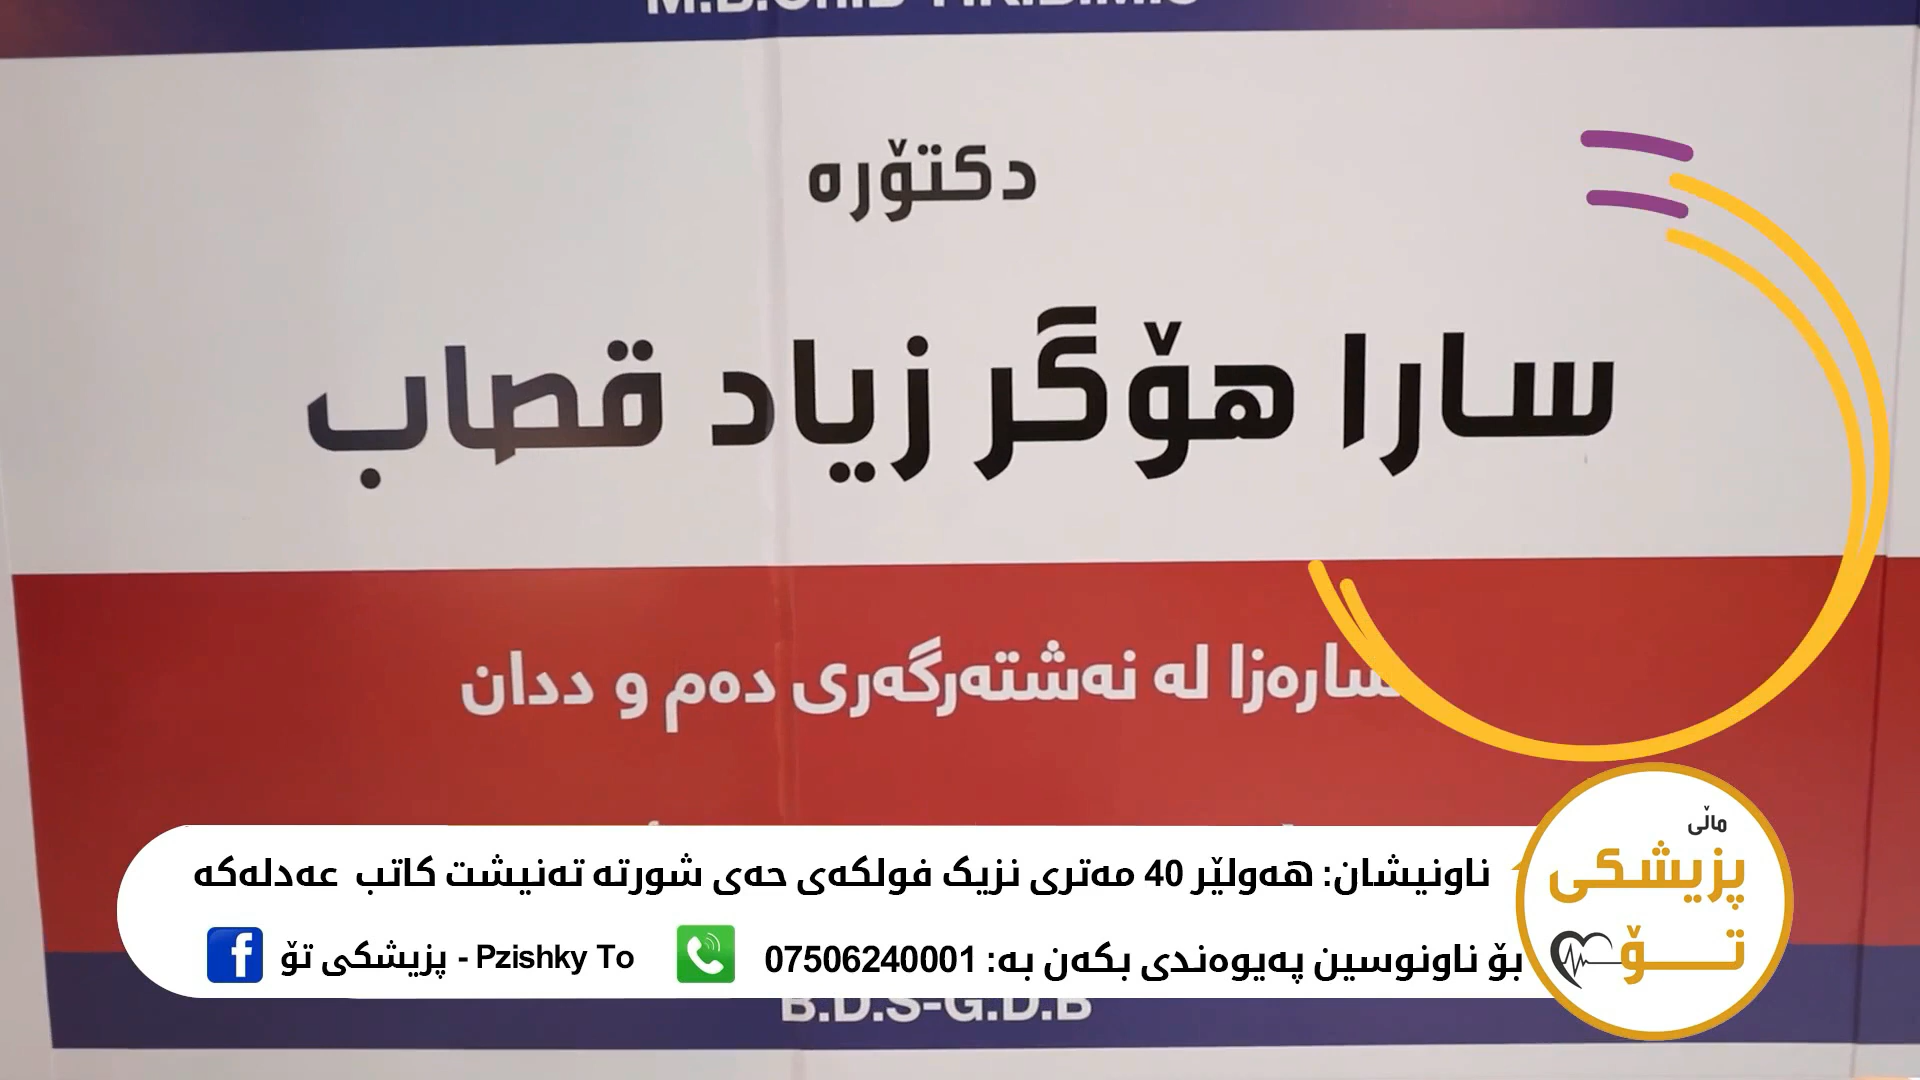 دکتۆرە
سارا هۆگر زیاد قصاب
سارەزا لە نەشتەرگەری دەم و ددان
ناونیشان: هەولێر 40 مەتری نزیک فولکەی حەی شورتە تەنیشت کاتب عەدلەکە
بۆ ناونوسین پەیوەندی بکەن بە: 07506240001
Pzishky To - پزیشکی تۆ
ماڵی
پزیشکی
تۆ
B.D.S-G.D.B